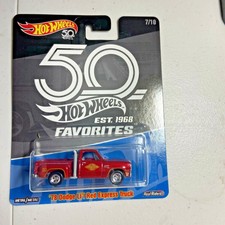 HOT WHEELS
50
7/10
HOT WHEELS
EST. 1968
FAVORITES
'78 Dodge Li'l Red Express Truck
Real Riders